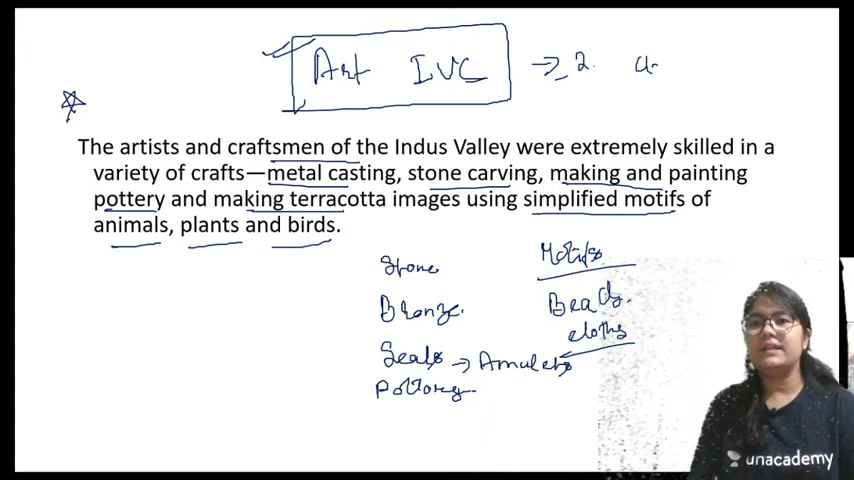 Art IVC → 2.
The artists and craftsmen of the Indus Valley were extremely skilled in a
variety of crafts—metal casting, stone carving, making and painting
pottery and making terracotta images using simplified motifs of
animals, plants and birds.
Stone
Bronze.
Seals → Amulets
Pottery
Motifs
Beads.
cloths
unacademy